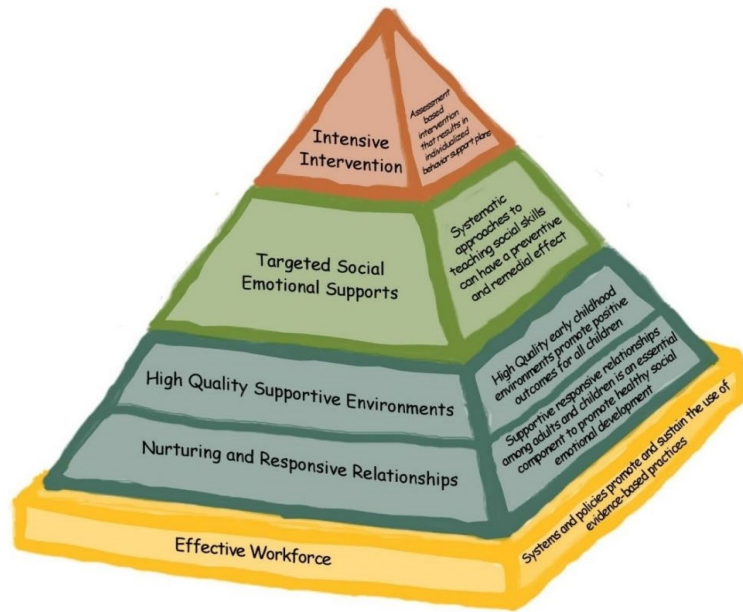 Intensive
Intervention
Assessment
based
intervention
that results in
individualized
behavior support plans
Targeted Social
Emotional Supports
Systematic
approaches to
teaching social skills
can have a preventive
and remedial effect
High Quality Supportive Environments
High Quality early childhood
environments promote positive
outcomes for all children
Nurturing and Responsive Relationships
Supportive responsive relationships
among adults and children is an essential
component to promote healthy social
emotional development
Effective Workforce
Systems and policies promote and sustain the use of
evidence-based practices